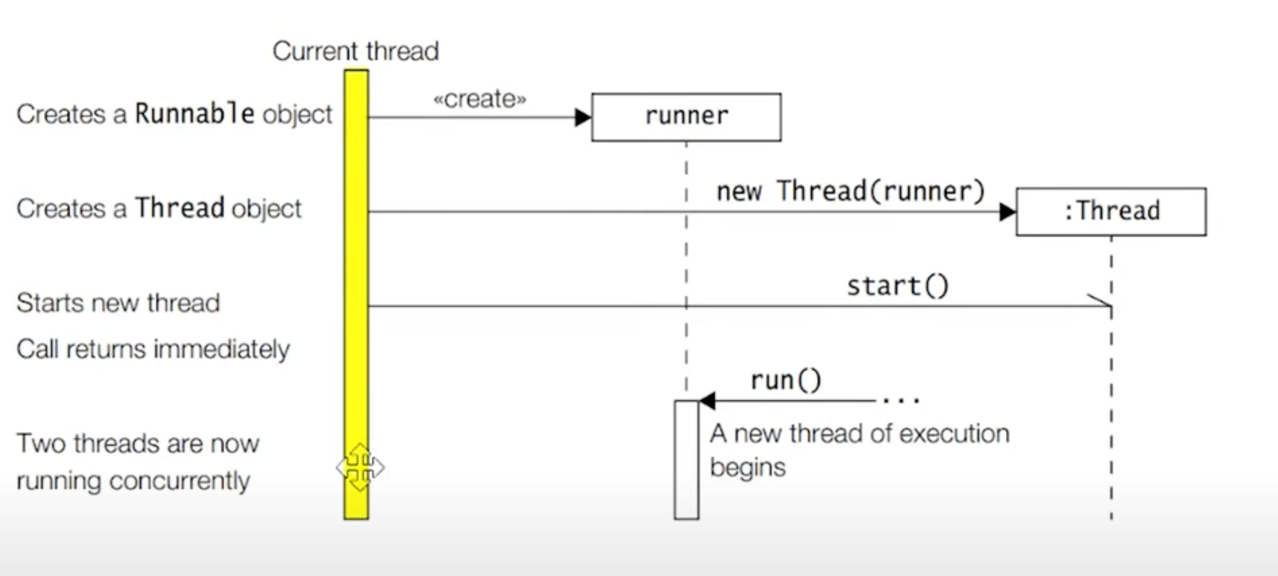 Current thread
Creates a Runnable object
«create»
runner
Creates a Thread object
new Thread(runner)
:Thread
Starts new thread
start()
Call returns immediately
run()
...
Two threads are now
running concurrently
A new thread of execution
begins